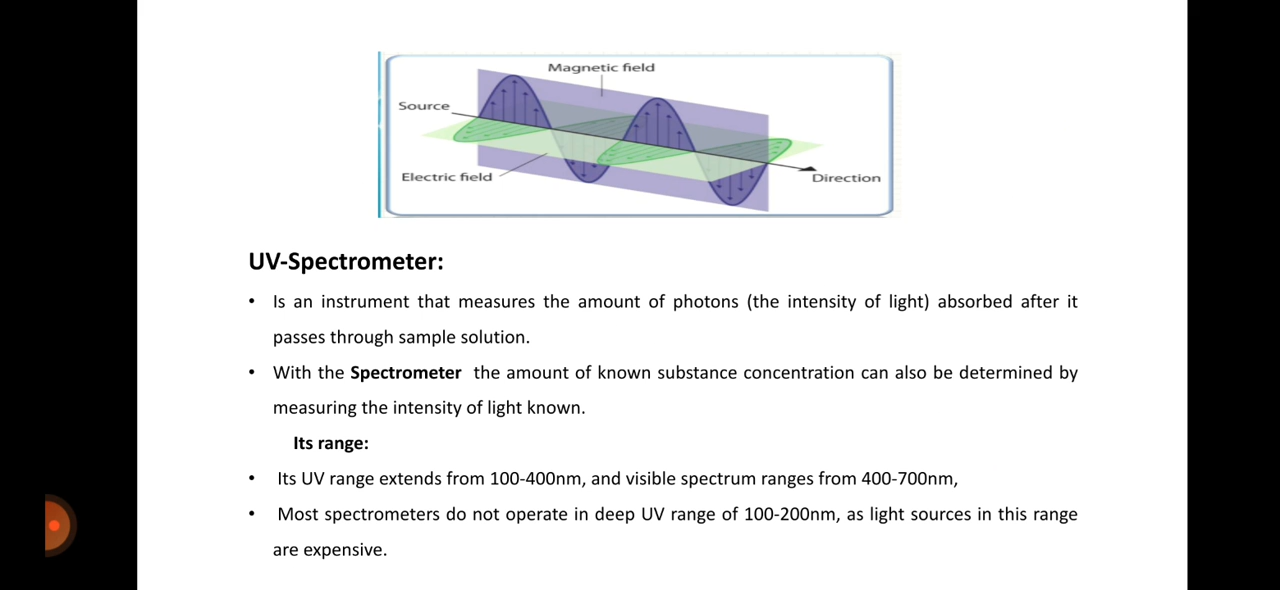 Magnetic field
Source
Electric field
Direction
UV-Spectrometer:
• Is an instrument that measures the amount of photons (the intensity of light) absorbed after it
passes through sample solution.
• With the Spectrometer the amount of known substance concentration can also be determined by
measuring the intensity of light known.
Its range:
• Its UV range extends from 100-400nm, and visible spectrum ranges from 400-700nm,
• Most spectrometers do not operate in deep UV range of 100-200nm, as light sources in this range
are expensive.